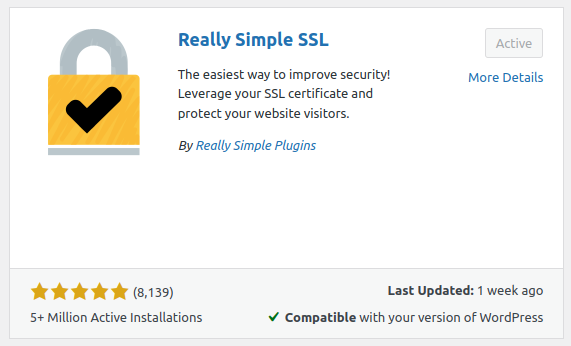 Really Simple SSL
Active
The easiest way to improve security!
Leverage your SSL certificate and
protect your website visitors.
More Details
By Really Simple Plugins
(8,139)
Last Updated: 1 week ago
5+ Million Active Installations
Compatible with your version of WordPress